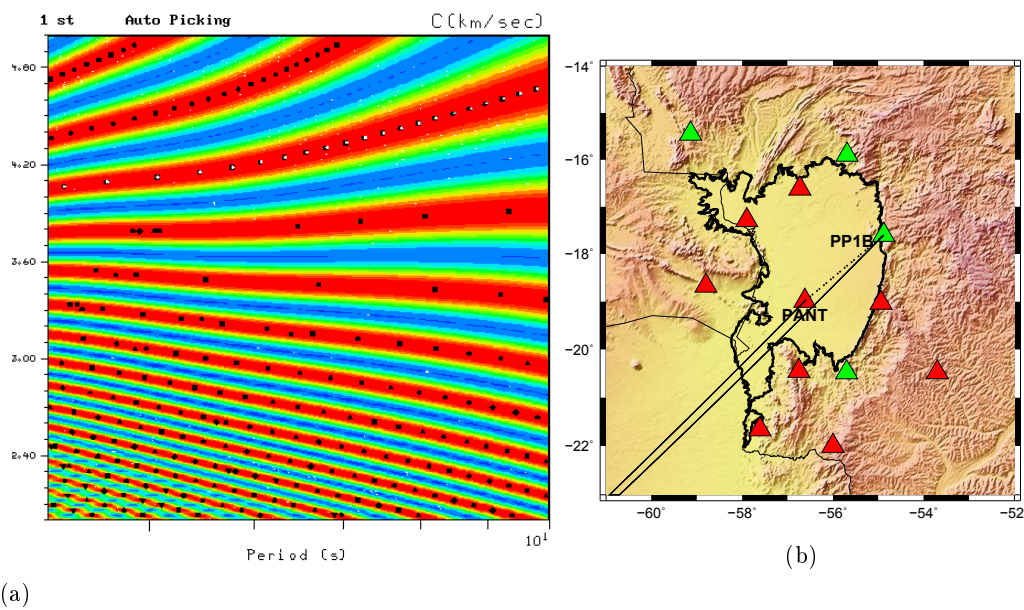 1 st Auto Picking C(km/sec)
4.80
4.20
3.60
3.00
2.40
10¹
Period (s)
(a)
−14°
−16°
−18°
−20°
−22°
PP1B
PANT
−60° −58° −56° −54° −52°
(b)